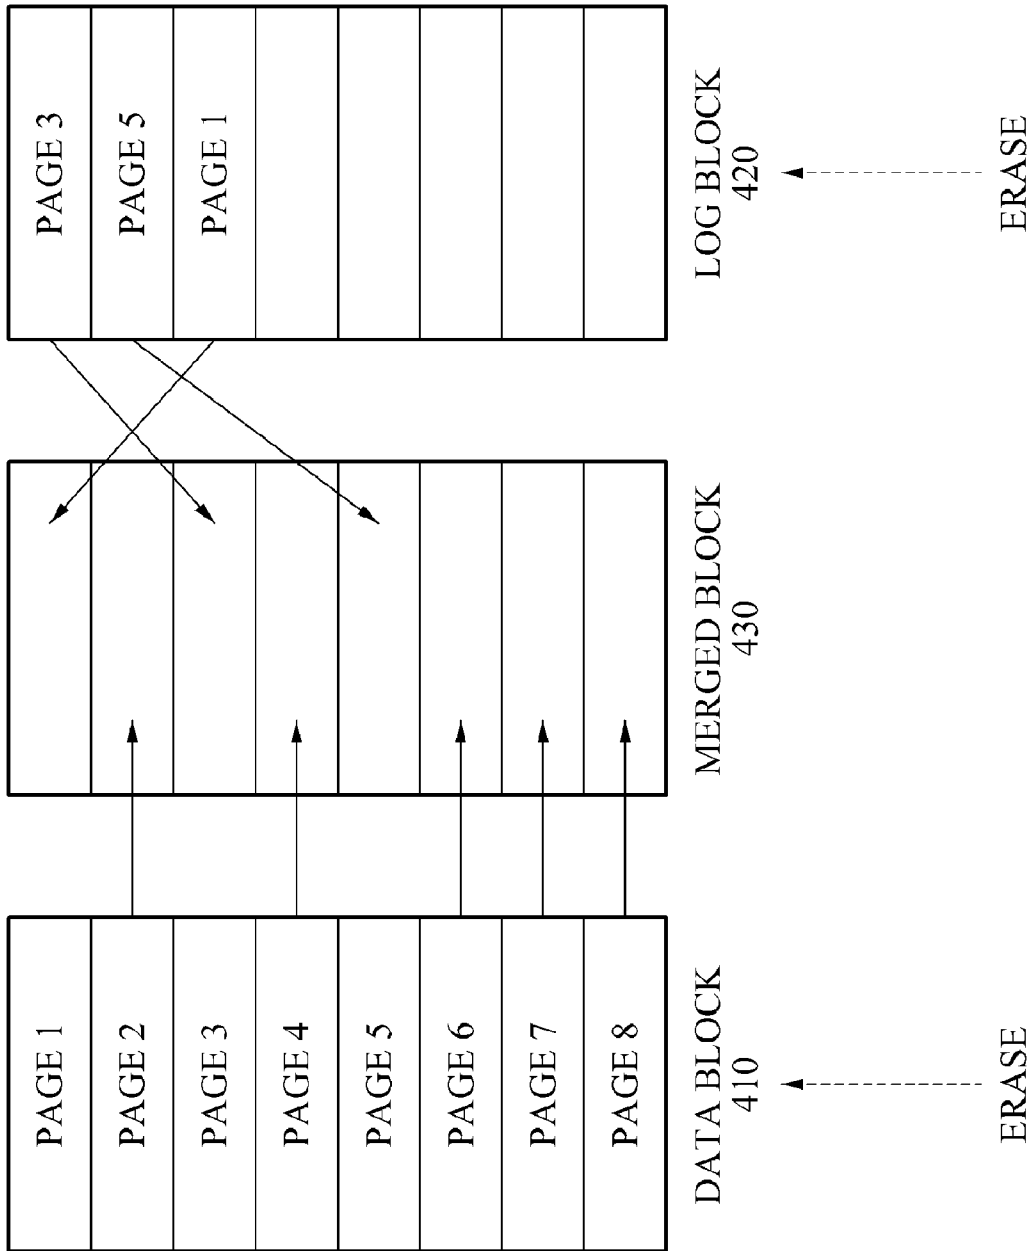 PAGE 1
PAGE 2
PAGE 3
PAGE 4
PAGE 5
PAGE 6
PAGE 7
PAGE 8
DATA BLOCK
410
ERASE
MERGED BLOCK
430
PAGE 3
PAGE 5
PAGE 1
LOG BLOCK
420
ERASE